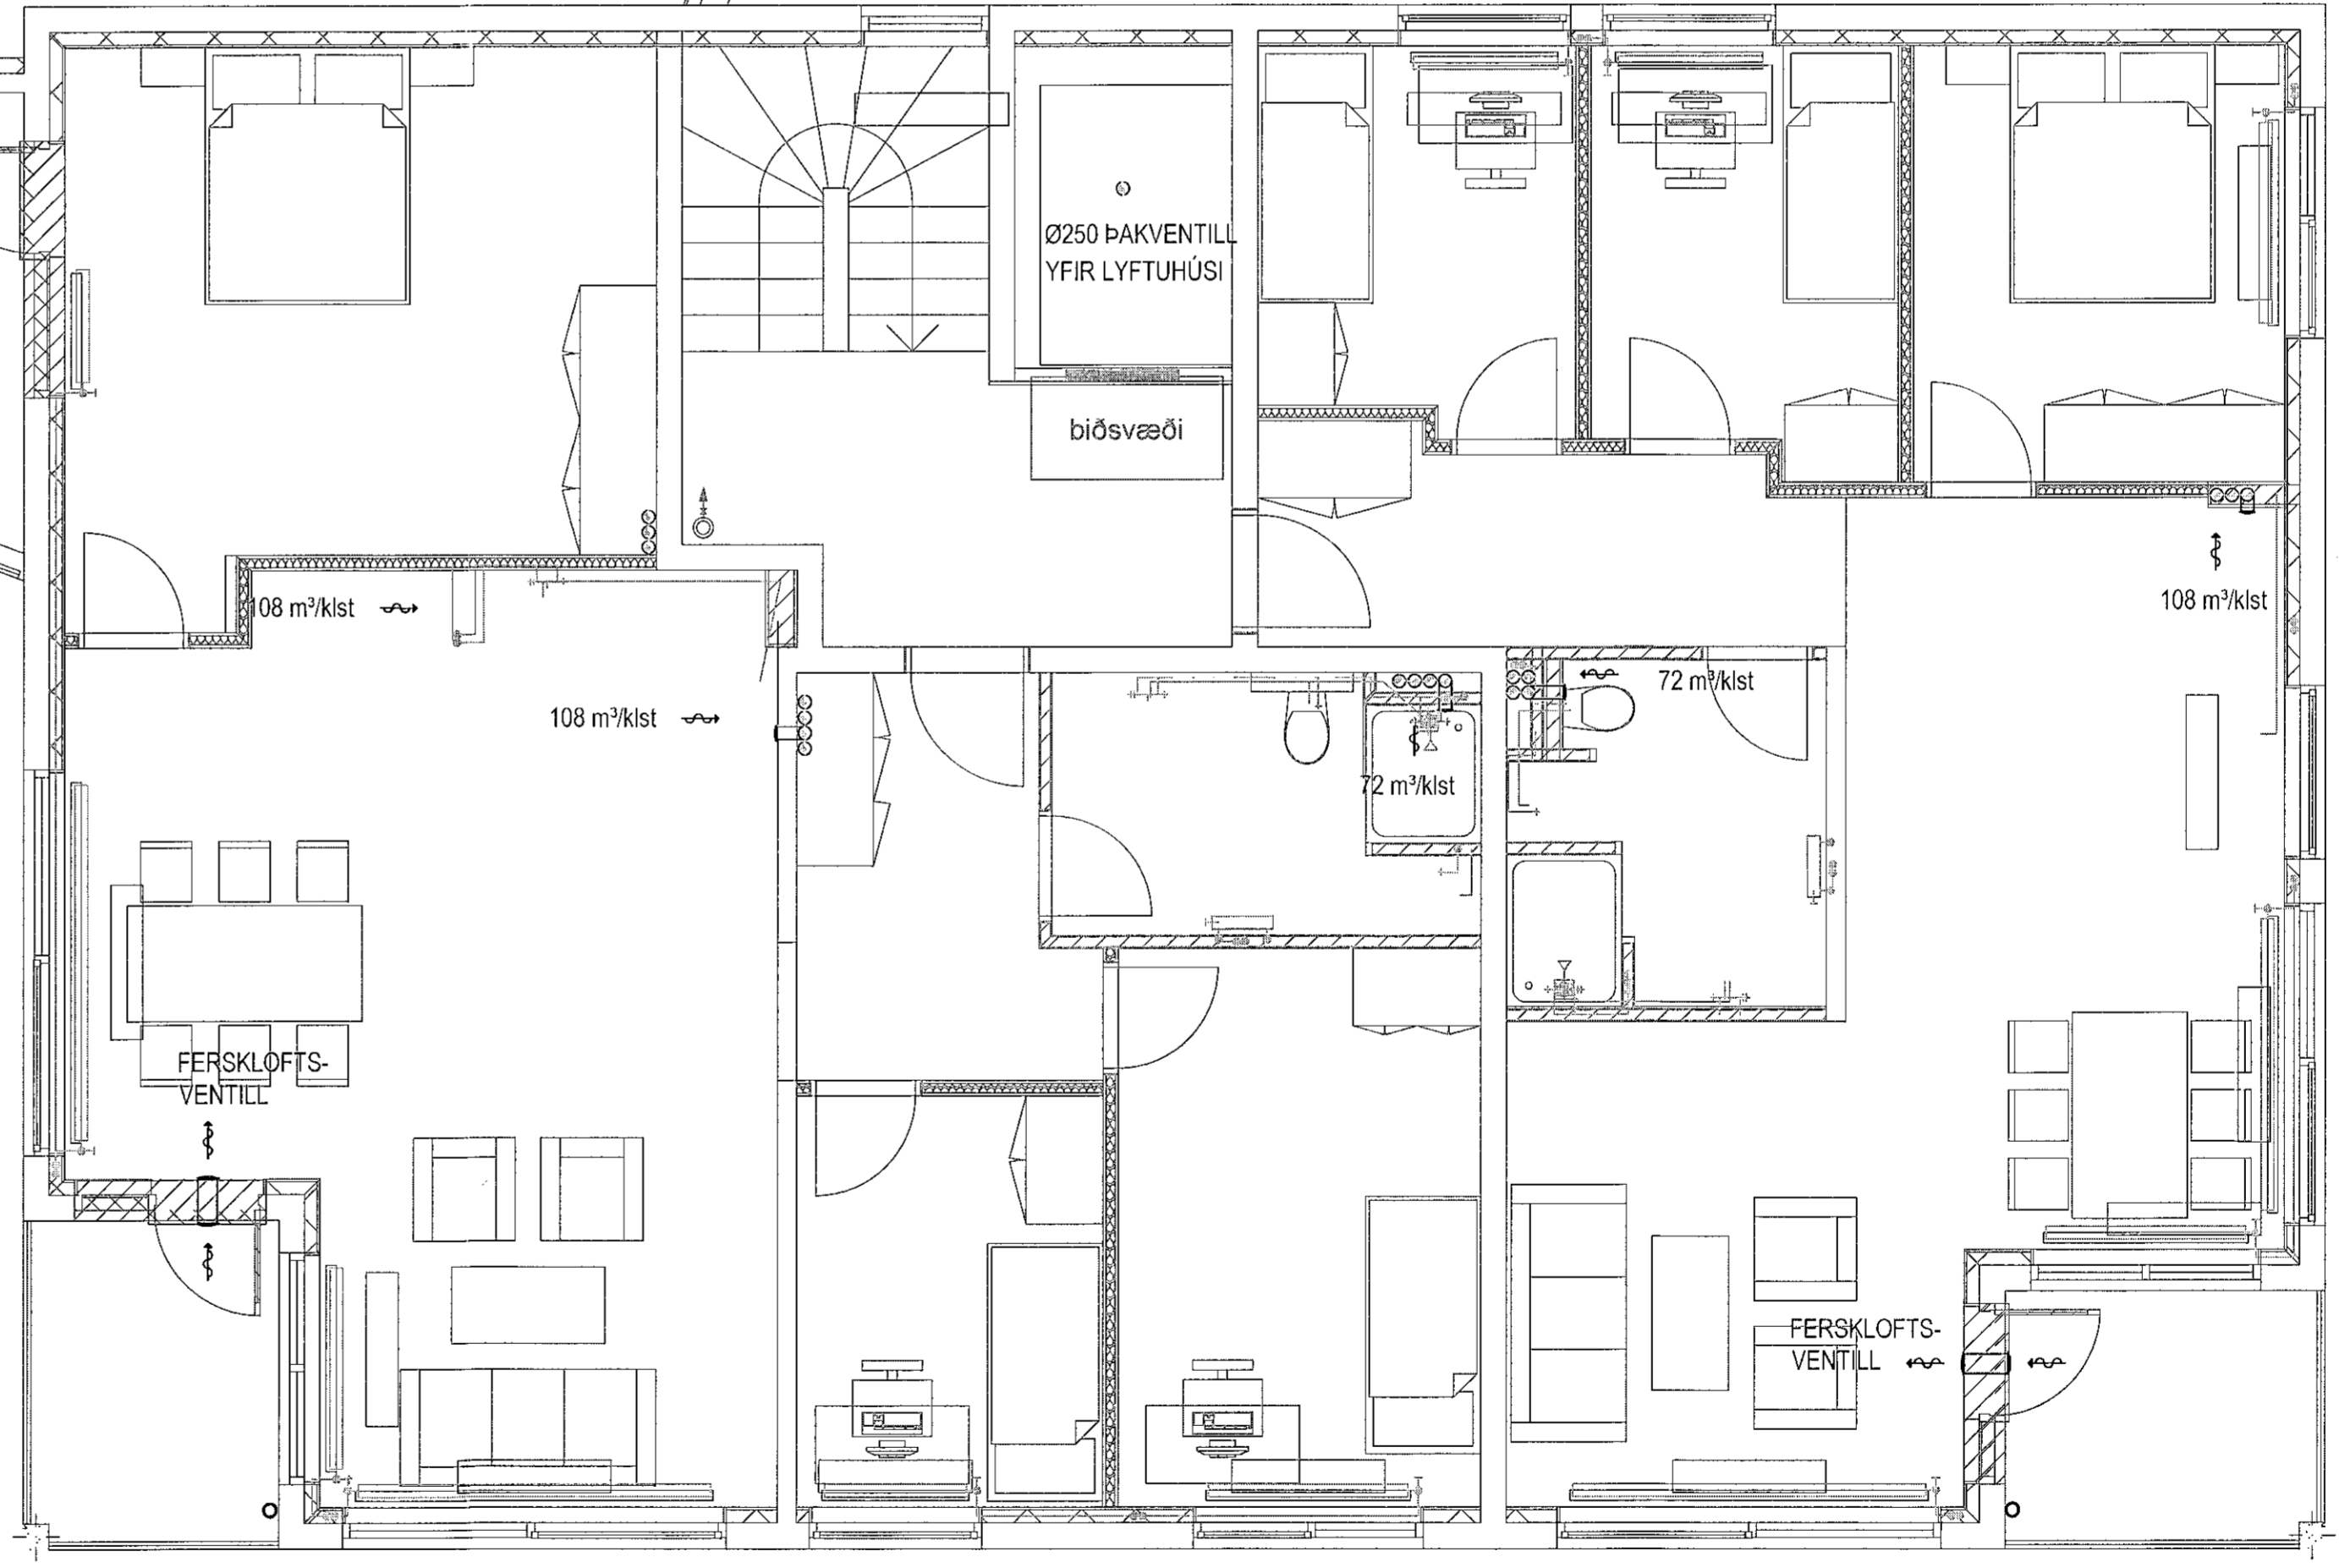 Ø250 ÞAKVENTILL
YFIR LYFTUHÚSI
biðsvæði
108 m³/klst
108 m³/klst
108 m³/klst
72 m³/klst
72 m³/klst
FERSKLOFTS-
VENTILL
FERSKLOFTS-
VENTILL